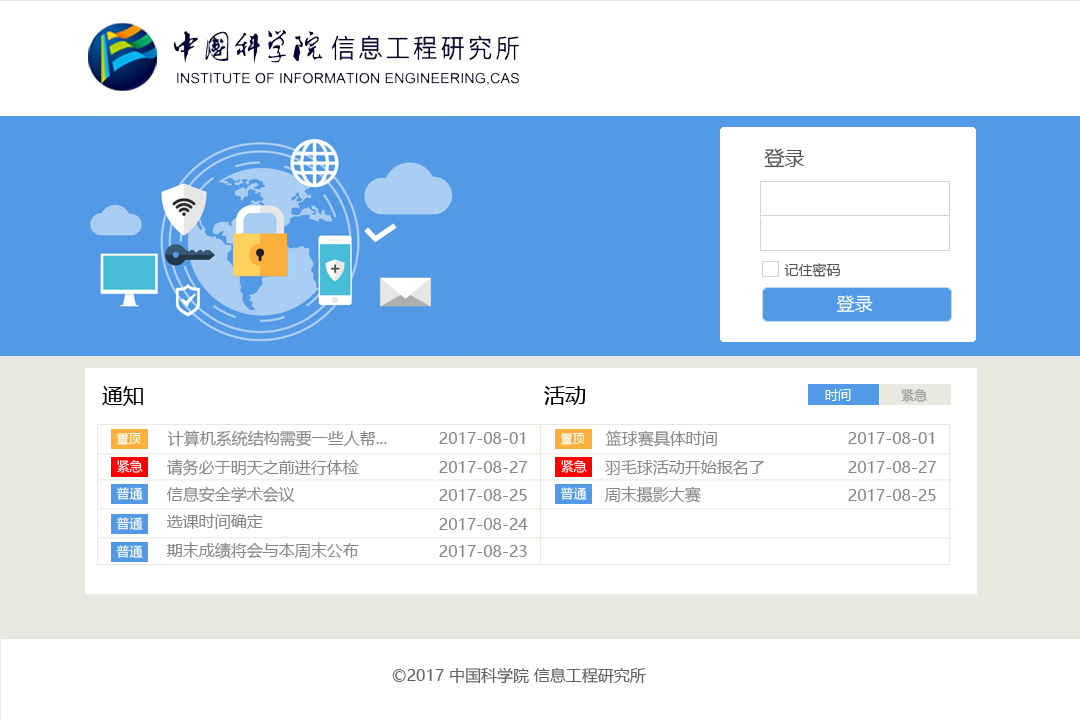 中国科学院 信息工程研究所
INSTITUTE OF INFORMATION ENGINEERING,CAS
登录
记住密码
登录
通知
活动 时间 紧急
置顶 计算机系统结构需要一些人帮... 2017-08-01
紧急 请务必于明天之前进行体检 2017-08-27
普通 信息安全学术会议 2017-08-25
普通 选课时间确定 2017-08-24
普通 期末成绩将会与本周末公布 2017-08-23
置顶 篮球赛具体时间 2017-08-01
紧急 羽毛球活动开始报名了 2017-08-27
普通 周末摄影大赛 2017-08-25
©2017 中国科学院 信息工程研究所